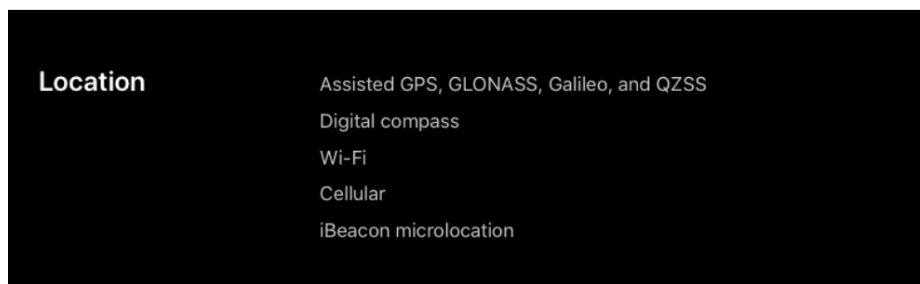 Location
Assisted GPS, GLONASS, Galileo, and QZSS
Digital compass
Wi-Fi
Cellular
iBeacon microlocation